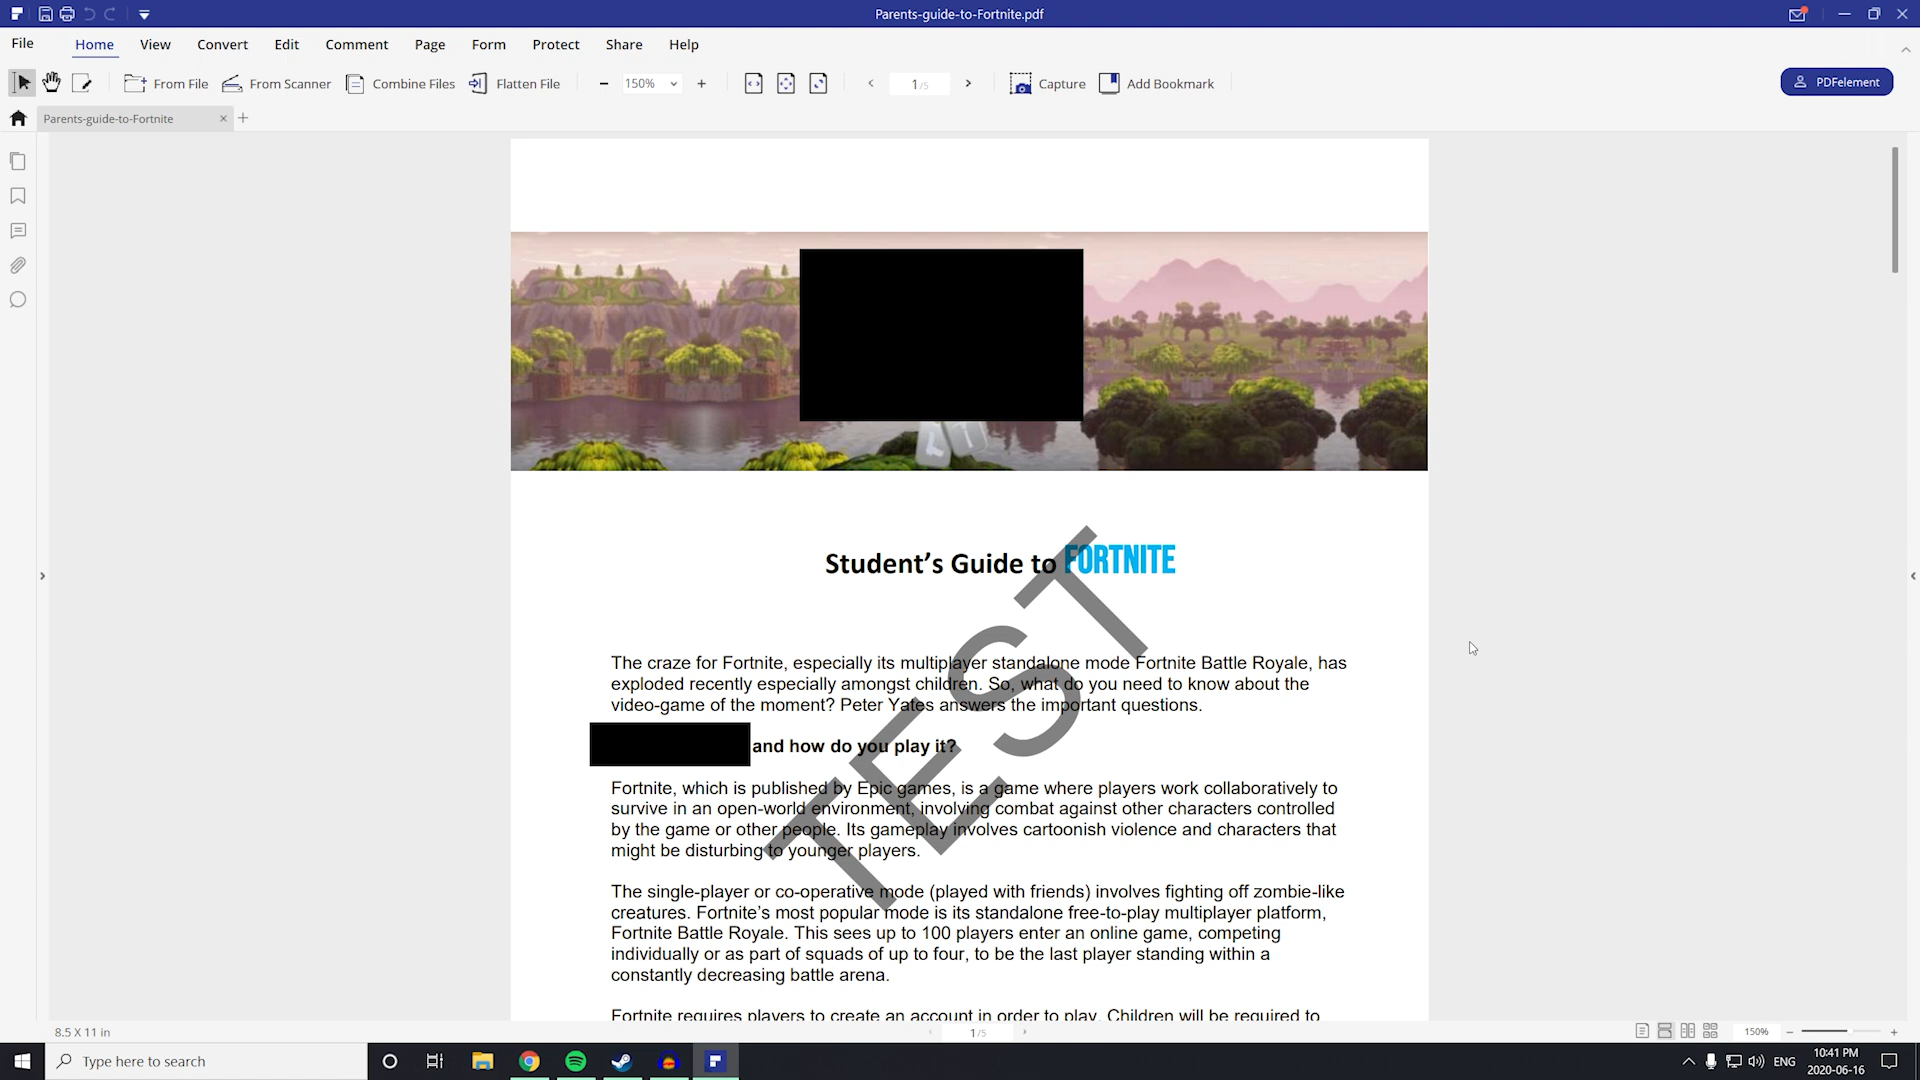 Parents-guide-to-Fortnite.pdf
File Home View Convert Edit Comment Page Form Protect Share Help
From File From Scanner Combine Files Flatten File 150% 1/5 Capture Add Bookmark PDFelement
Parents-guide-to-Fortnite
Student’s Guide to FORTNITE
TEST
The craze for Fortnite, especially its multiplayer standalone mode Fortnite Battle Royale, has
exploded recently especially amongst children. So, what do you need to know about the
video-game of the moment? Peter Yates answers the important questions.
and how do you play it?
Fortnite, which is published by Epic games, is a game where players work collaboratively to
survive in an open-world environment, involving combat against other characters controlled
by the game or other people. Its gameplay involves cartoonish violence and characters that
might be disturbing to younger players.
The single-player or co-operative mode (played with friends) involves fighting off zombie-like
creatures. Fortnite’s most popular mode is its standalone free-to-play multiplayer platform,
Fortnite Battle Royale. This sees up to 100 players enter an online game, competing
individually or as part of squads of up to four, to be the last player standing within a
constantly decreasing battle arena.
Fortnite requires players to create an account in order to play. Children will be required to
8.5 X 11 in 1/5 150%
Type here to search ENG 10:41 PM
2020-06-16